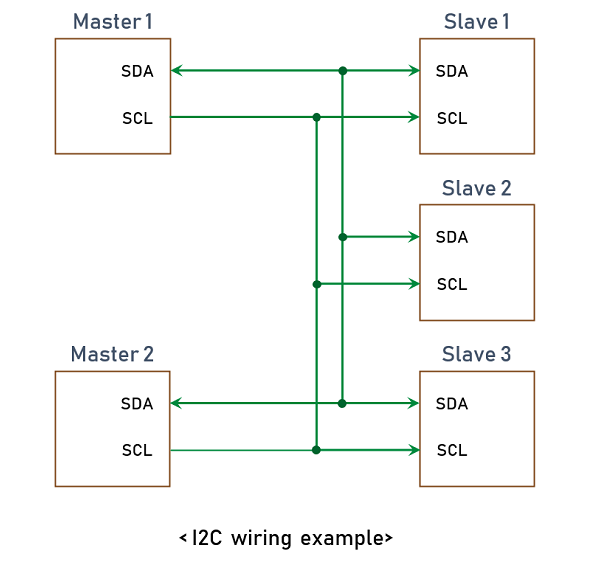 Master 1
Slave 1
SDA
SDA
SCL
SCL
Slave 2
SDA
SCL
Master 2
Slave 3
SDA
SDA
SCL
SCL
<I2C wiring example>